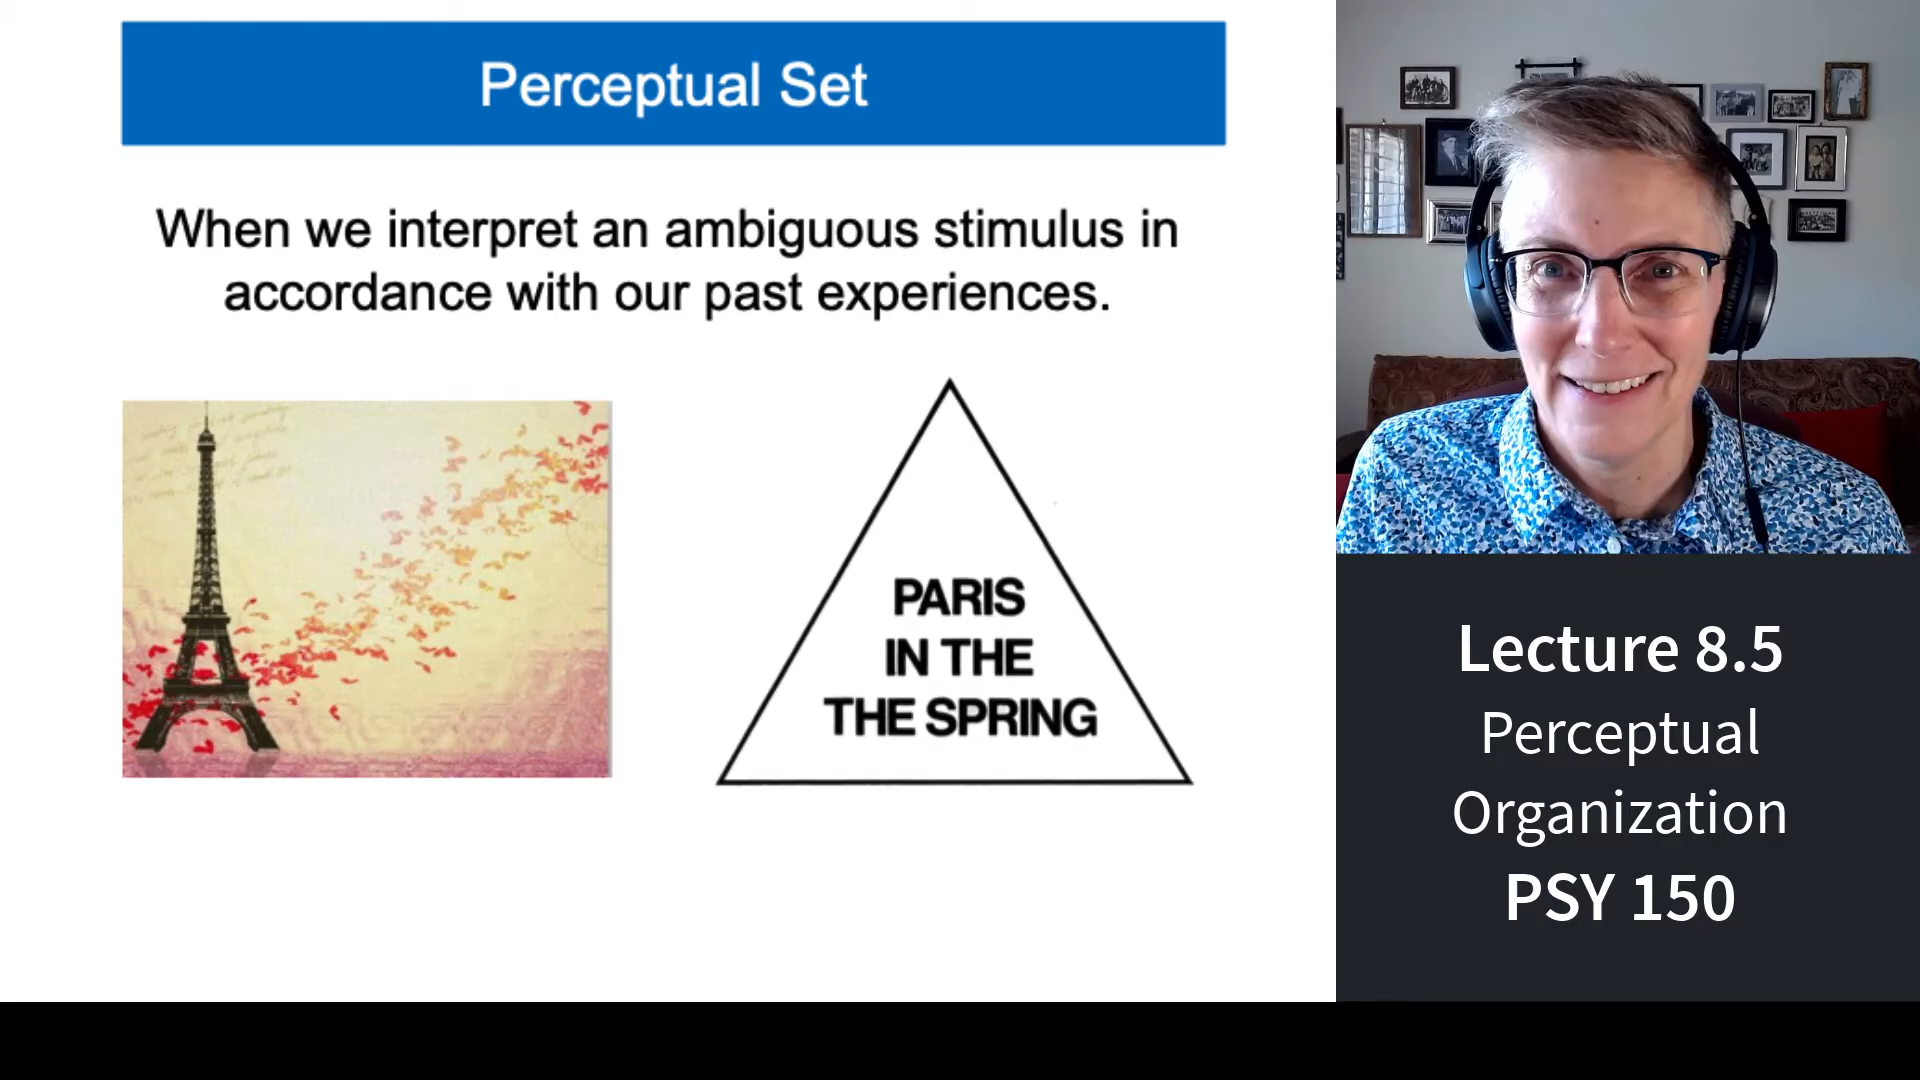 Perceptual Set
When we interpret an ambiguous stimulus in
accordance with our past experiences.
PARIS
IN THE
THE SPRING
Lecture 8.5
Perceptual
Organization
PSY 150